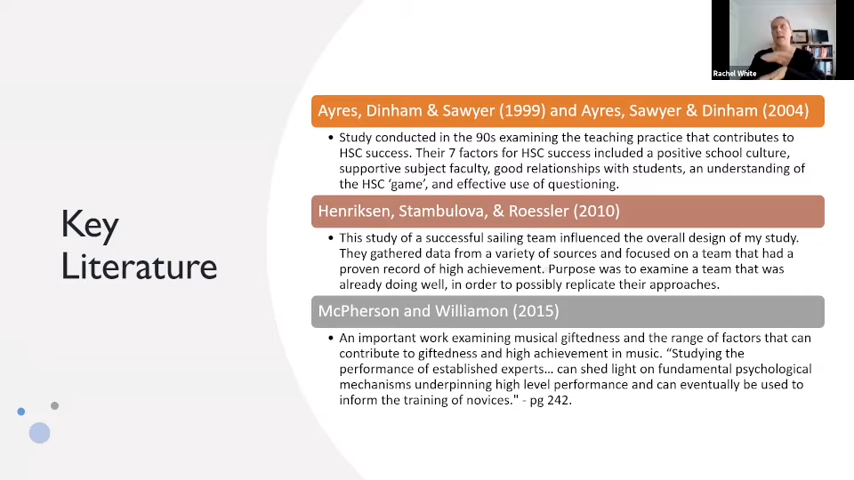 Rachel White
Key
Literature
Ayres, Dinham & Sawyer (1999) and Ayres, Sawyer & Dinham (2004)
• Study conducted in the 90s examining the teaching practice that contributes to
HSC success. Their 7 factors for HSC success included a positive school culture,
supportive subject faculty, good relationships with students, an understanding of
the HSC ‘game’, and effective use of questioning.
Henriksen, Stambulova, & Roessler (2010)
• This study of a successful sailing team influenced the overall design of my study.
They gathered data from a variety of sources and focused on a team that had a
proven record of high achievement. Purpose was to examine a team that was
already doing well, in order to possibly replicate their approaches.
McPherson and Williamon (2015)
• An important work examining musical giftedness and the range of factors that can
contribute to giftedness and high achievement in music. “Studying the
performance of established experts… can shed light on fundamental psychological
mechanisms underpinning high level performance and can eventually be used to
inform the training of novices." - pg 242.